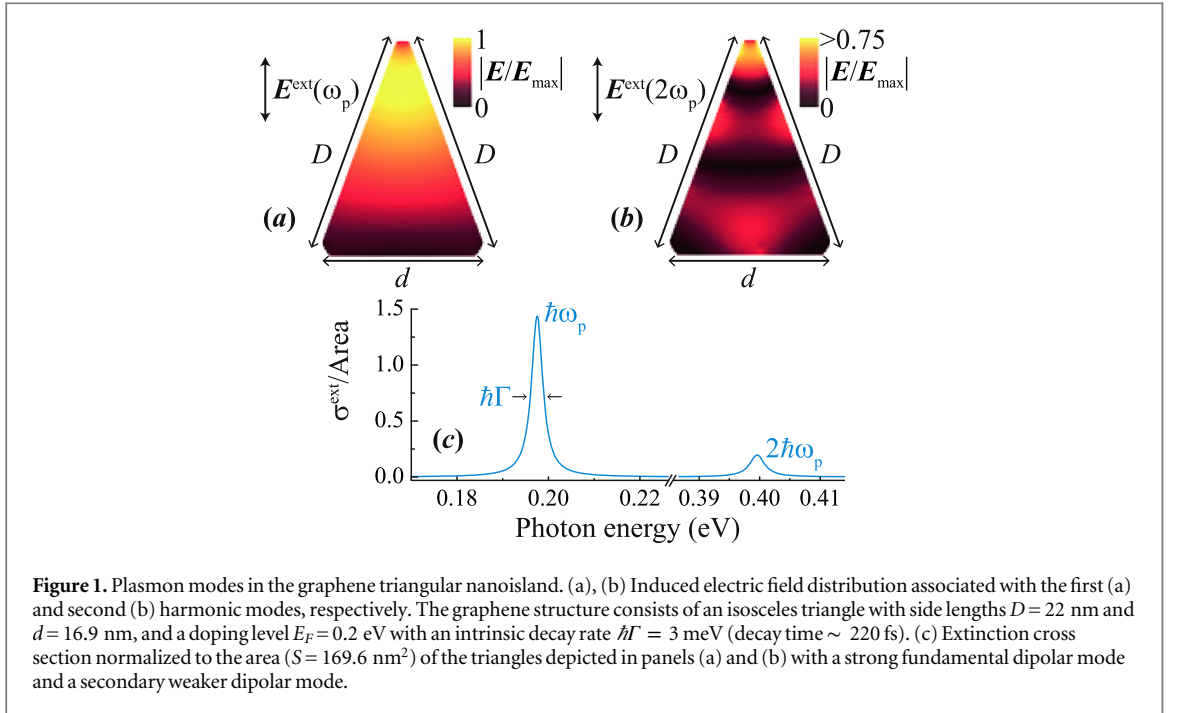 1
|E/E_max|
0
E^ext(ω_p)
D
D
(a)
d
>0.75
|E/E_max|
0
E^ext(2ω_p)
D
D
(b)
d
1.5
1.0
0.5
0.0
σ^ext/Area
ħω_p
ħΓ
(c)
2ħω_p
0.18 0.20 0.22 0.39 0.40 0.41
Photon energy (eV)
Figure 1. Plasmon modes in the graphene triangular nanoisland. (a), (b) Induced electric field distribution associated with the first (a)
and second (b) harmonic modes, respectively. The graphene structure consists of an isosceles triangle with side lengths D = 22 nm and
d = 16.9 nm, and a doping level E_F = 0.2 eV with an intrinsic decay rate ħΓ = 3 meV (decay time ~ 220 fs). (c) Extinction cross
section normalized to the area (S = 169.6 nm²) of the triangles depicted in panels (a) and (b) with a strong fundamental dipolar mode
and a secondary weaker dipolar mode.